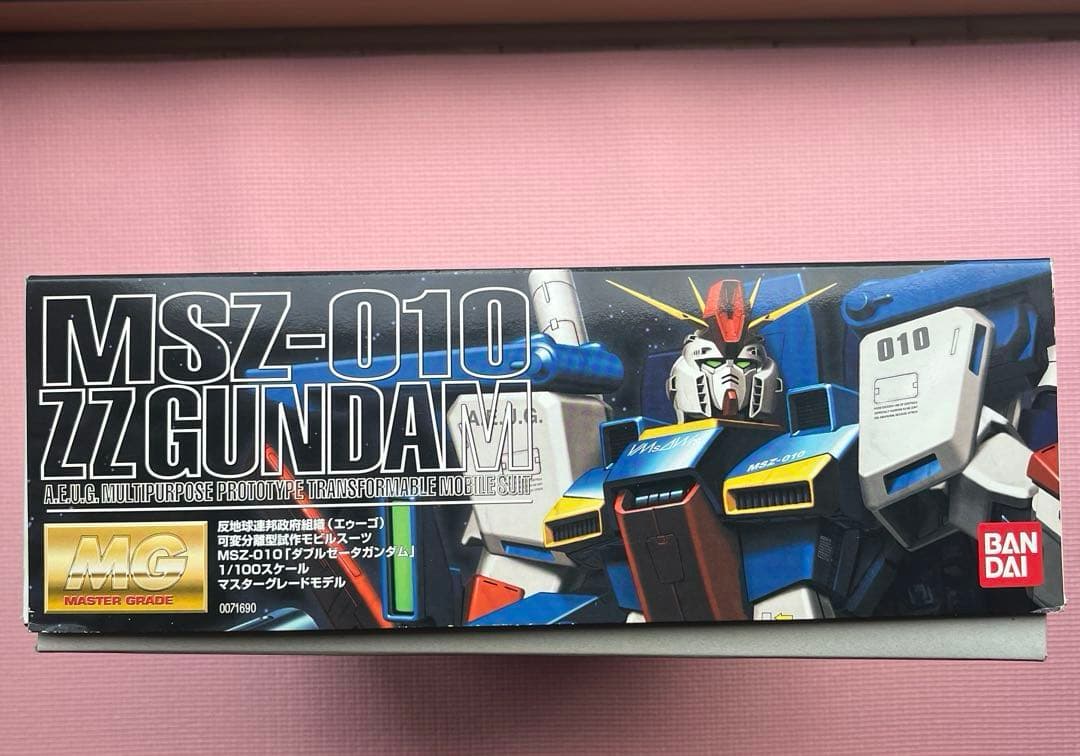 MSZ-010
ZZ GUNDAM
A.E.U.G. MULTIPURPOSE PROTOTYPE TRANSFORMABLE MOBILE SUIT
MG
MASTER GRADE
反地球連邦政府組織（エゥーゴ）
可変分離型試作モビルスーツ
MSZ-010「ダブルゼータガンダム」
1/100スケール
マスターグレードモデル
0071690
A.E.U.G.
MSZ-010
010
BAN
DAI